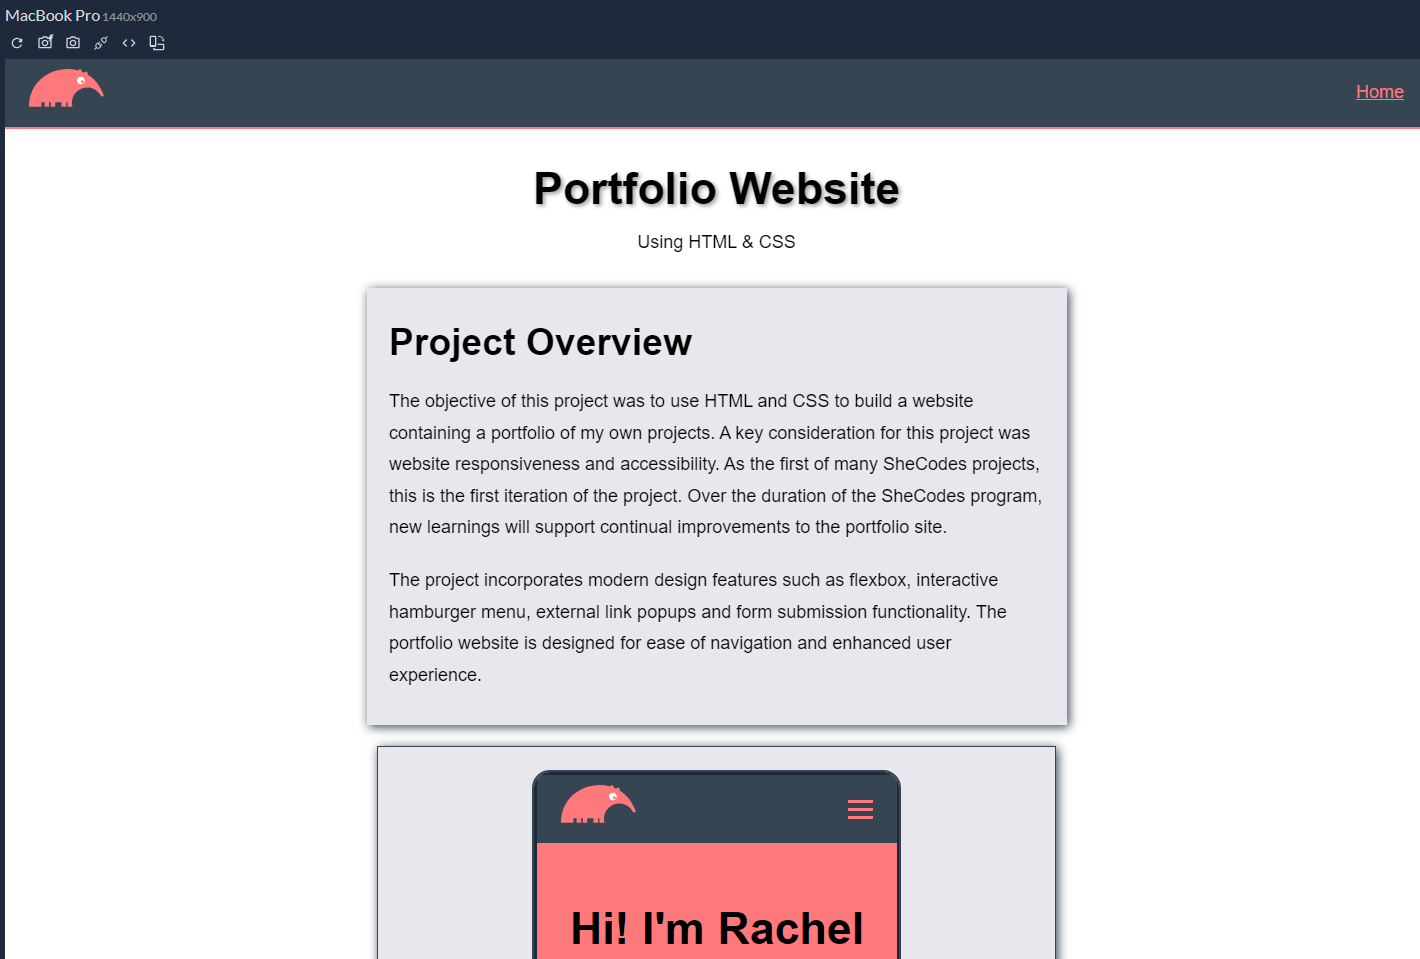 MacBook Pro 1440x900
Home
Portfolio Website
Using HTML & CSS
Project Overview
The objective of this project was to use HTML and CSS to build a website
containing a portfolio of my own projects. A key consideration for this project was
website responsiveness and accessibility. As the first of many SheCodes projects,
this is the first iteration of the project. Over the duration of the SheCodes program,
new learnings will support continual improvements to the portfolio site.
The project incorporates modern design features such as flexbox, interactive
hamburger menu, external link popups and form submission functionality. The
portfolio website is designed for ease of navigation and enhanced user
experience.
Hi! I'm Rachel